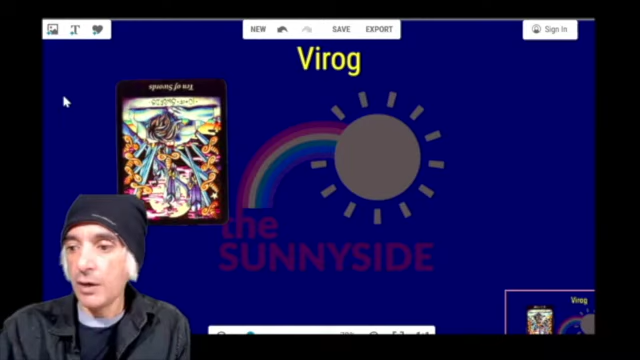 NEW SAVE EXPORT Sign In
Virog
Ten of Swords
the
SUNNYSIDE
Virog